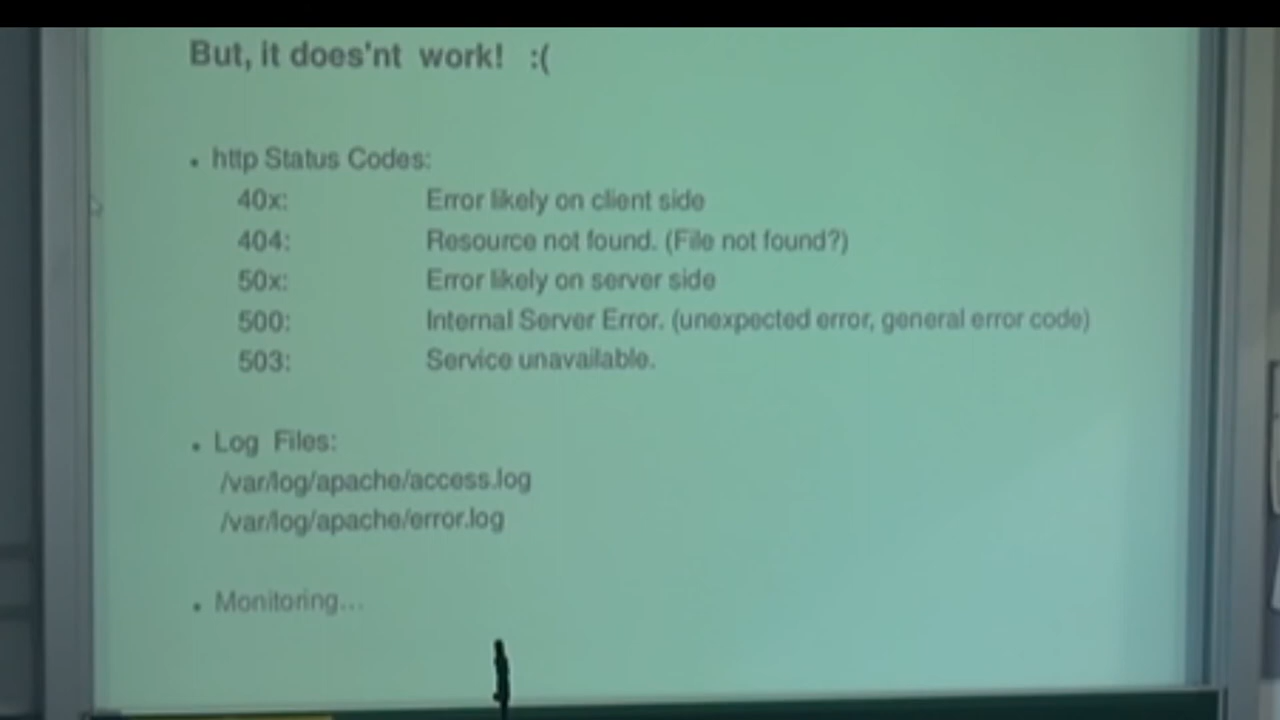 But, it does'nt work! :(
• http Status Codes:
40x: Error likely on client side
404: Resource not found. (File not found?)
50x: Error likely on server side
500: Internal Server Error. (unexpected error, general error code)
503: Service unavailable.
• Log Files:
/var/log/apache/access.log
/var/log/apache/error.log
• Monitoring...